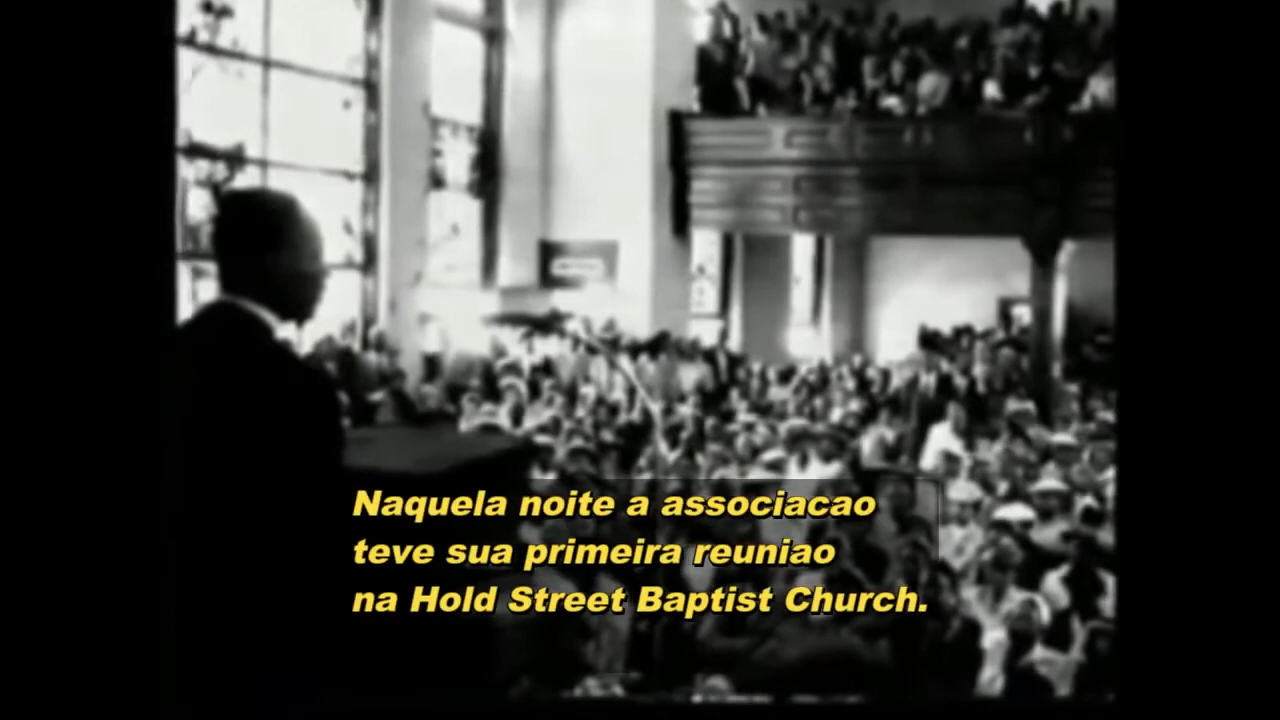 Naquela noite a associacao
teve sua primeira reuniao
na Hold Street Baptist Church.